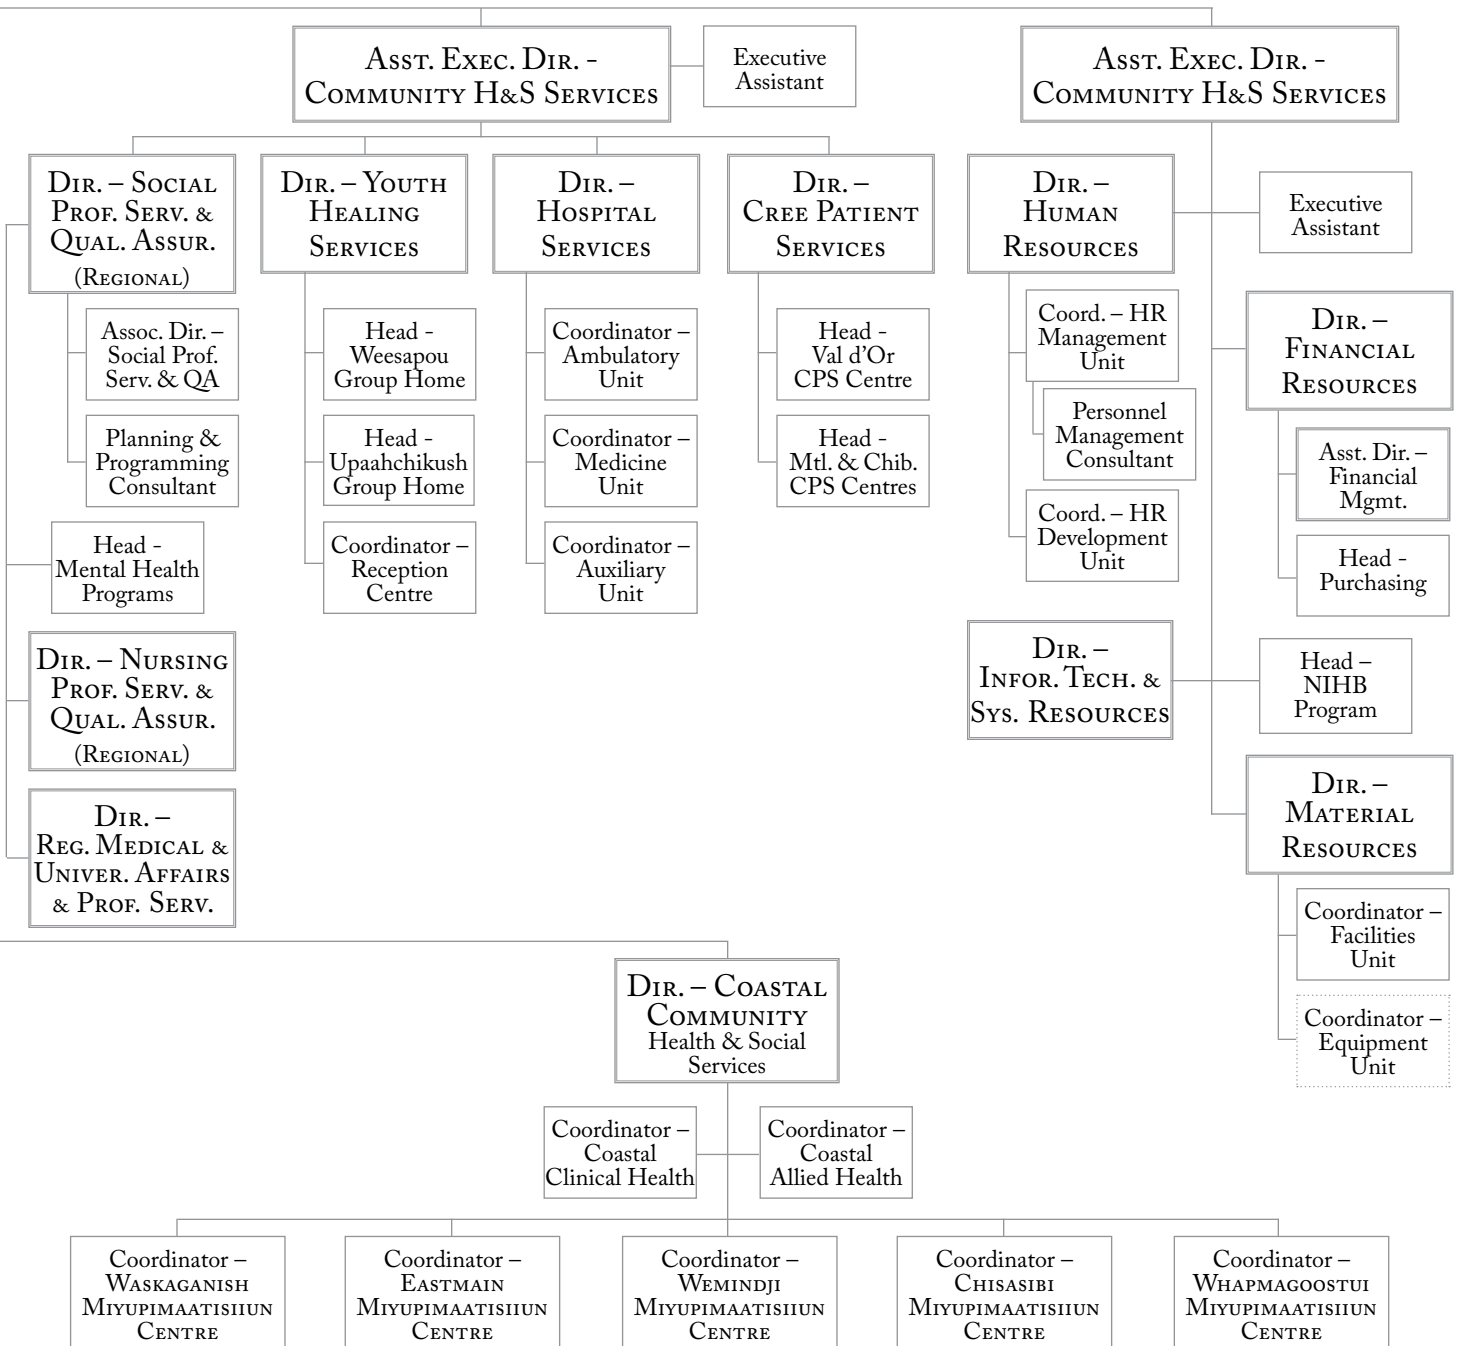 Asst. Exec. Dir. -
Community H&S Services
Executive
Assistant
Asst. Exec. Dir. -
Community H&S Services
Dir. – Social
Prof. Serv. &
Qual. Assur.
(Regional)
Dir. – Youth
Healing
Services
Dir. –
Hospital
Services
Dir. –
Cree Patient
Services
Dir. –
Human
Resources
Executive
Assistant
Assoc. Dir. –
Social Prof.
Serv. & QA
Head -
Weesapou
Group Home
Coordinator –
Ambulatory
Unit
Head -
Val d'Or
CPS Centre
Coord. – HR
Management
Unit
Dir. –
Financial
Resources
Planning &
Programming
Consultant
Head -
Upaahchikush
Group Home
Coordinator –
Medicine
Unit
Head -
Mtl. & Chib.
CPS Centres
Personnel
Management
Consultant
Asst. Dir. –
Financial
Mgmt.
Head -
Mental Health
Programs
Coordinator –
Reception
Centre
Coordinator –
Auxiliary
Unit
Coord. – HR
Development
Unit
Head -
Purchasing
Dir. – Nursing
Prof. Serv. &
Qual. Assur.
(Regional)
Dir. –
Infor. Tech. &
Sys. Resources
Head –
NIHB
Program
Dir. –
Reg. Medical &
Univer. Affairs
& Prof. Serv.
Dir. –
Material
Resources
Coordinator –
Facilities
Unit
Coordinator –
Equipment
Unit
Dir. – Coastal
Community
Health & Social
Services
Coordinator –
Coastal
Clinical Health
Coordinator –
Coastal
Allied Health
Coordinator –
Waskaganish
Miyupimaatisiiun
Centre
Coordinator –
Eastmain
Miyupimaatisiiun
Centre
Coordinator –
Wemindji
Miyupimaatisiiun
Centre
Coordinator –
Chisasibi
Miyupimaatisiiun
Centre
Coordinator –
Whapmagoostui
Miyupimaatisiiun
Centre